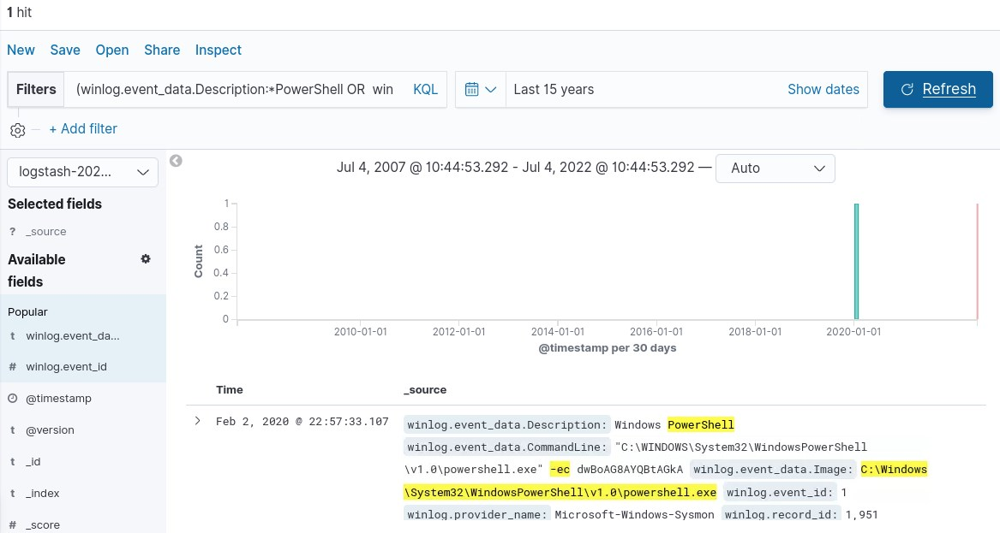 1 hit
New Save Open Share Inspect
Filters (winlog.event_data.Description:*PowerShell OR win KQL Last 15 years Show dates Refresh
+ Add filter
logstash-202...
Selected fields
? _source
Available
fields
Popular
t winlog.event_da...
# winlog.event_id
@timestamp
t @version
t _id
t _index
# _score
Jul 4, 2007 @ 10:44:53.292 - Jul 4, 2022 @ 10:44:53.292 — Auto
1
0.8
0.6
0.4
0.2
0
Count
2010-01-01 2012-01-01 2014-01-01 2016-01-01 2018-01-01 2020-01-01
@timestamp per 30 days
Time _source
Feb 2, 2020 @ 22:57:33.107 winlog.event_data.Description: Windows PowerShell
winlog.event_data.CommandLine: "C:\WINDOWS\System32\WindowsPowerShell
\v1.0\powershell.exe" -ec dwBoAG8AYQBtAGkA winlog.event_data.Image: C:\Windows
\System32\WindowsPowerShell\v1.0\powershell.exe winlog.event_id: 1
winlog.provider_name: Microsoft-Windows-Sysmon winlog.record_id: 1,951